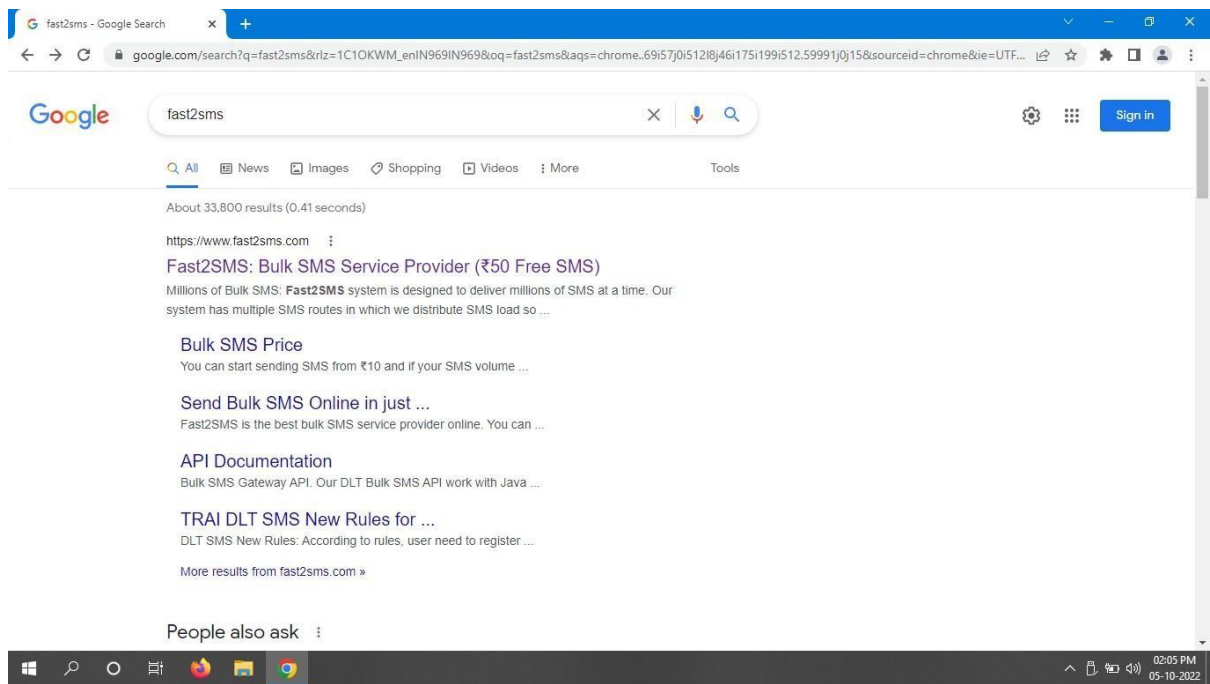 fast2sms - Google Search
google.com/search?q=fast2sms&rlz=1C1OKWM_enIN969IN969&oq=fast2sms&aqs=chrome..69i57j0i512l8j46i175i199i512.59991j0j15&sourceid=chrome&ie=UTF...
Google
fast2sms
Sign in
All News Images Shopping Videos More Tools
About 33,800 results (0.41 seconds)
https://www.fast2sms.com
Fast2SMS: Bulk SMS Service Provider (₹50 Free SMS)
Millions of Bulk SMS: Fast2SMS system is designed to deliver millions of SMS at a time. Our
system has multiple SMS routes in which we distribute SMS load so ...
Bulk SMS Price
You can start sending SMS from ₹10 and if your SMS volume ...
Send Bulk SMS Online in just ...
Fast2SMS is the best bulk SMS service provider online. You can ...
API Documentation
Bulk SMS Gateway API. Our DLT Bulk SMS API work with Java ...
TRAI DLT SMS New Rules for ...
DLT SMS New Rules: According to rules, user need to register ...
More results from fast2sms.com »
People also ask
02:05 PM
05-10-2022